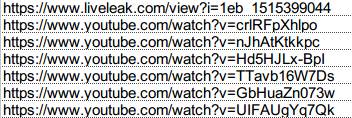 https://www.liveleak.com/view?i=1eb_1515399044
https://www.youtube.com/watch?v=crlRFpXhlpo
https://www.youtube.com/watch?v=nJhAtKtkkpc
https://www.youtube.com/watch?v=Hd5HJLx-BpI
https://www.youtube.com/watch?v=TTavb16W7Ds
https://www.youtube.com/watch?v=GbHuaZn073w
https://www.youtube.com/watch?v=UIFAUgYq7Qk